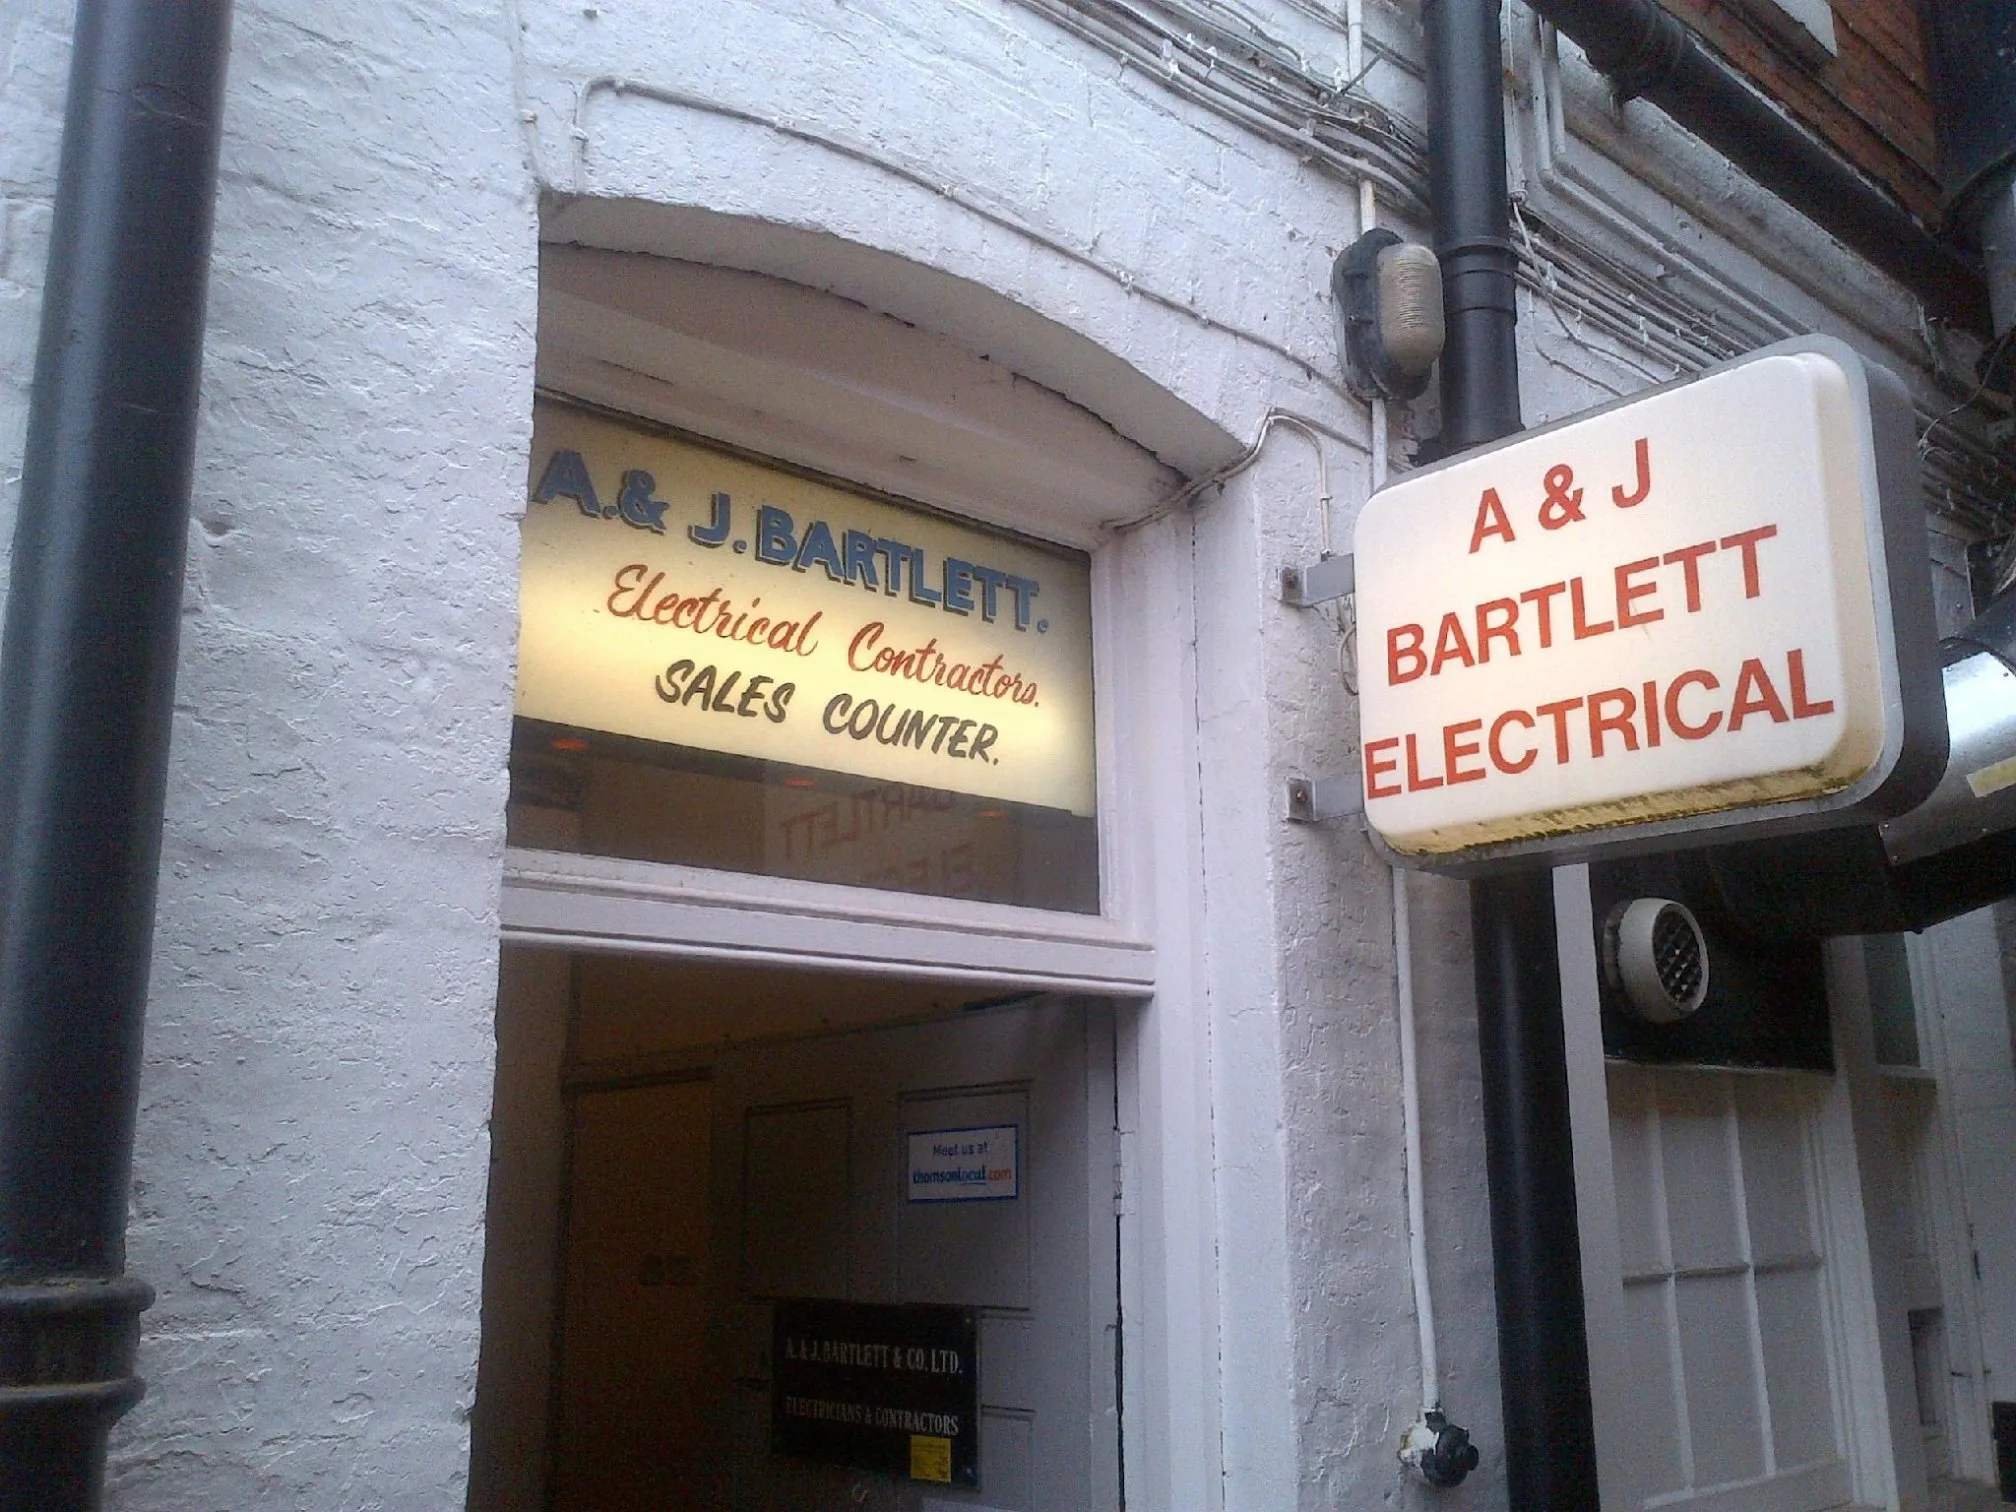 A. & J. BARTLETT.
Electrical Contractors.
SALES COUNTER.
A & J
BARTLETT
ELECTRICAL
Meet us at
thomsonlocal.com
A. & J. BARTLETT & CO. LTD.
ELECTRICIANS & CONTRACTORS